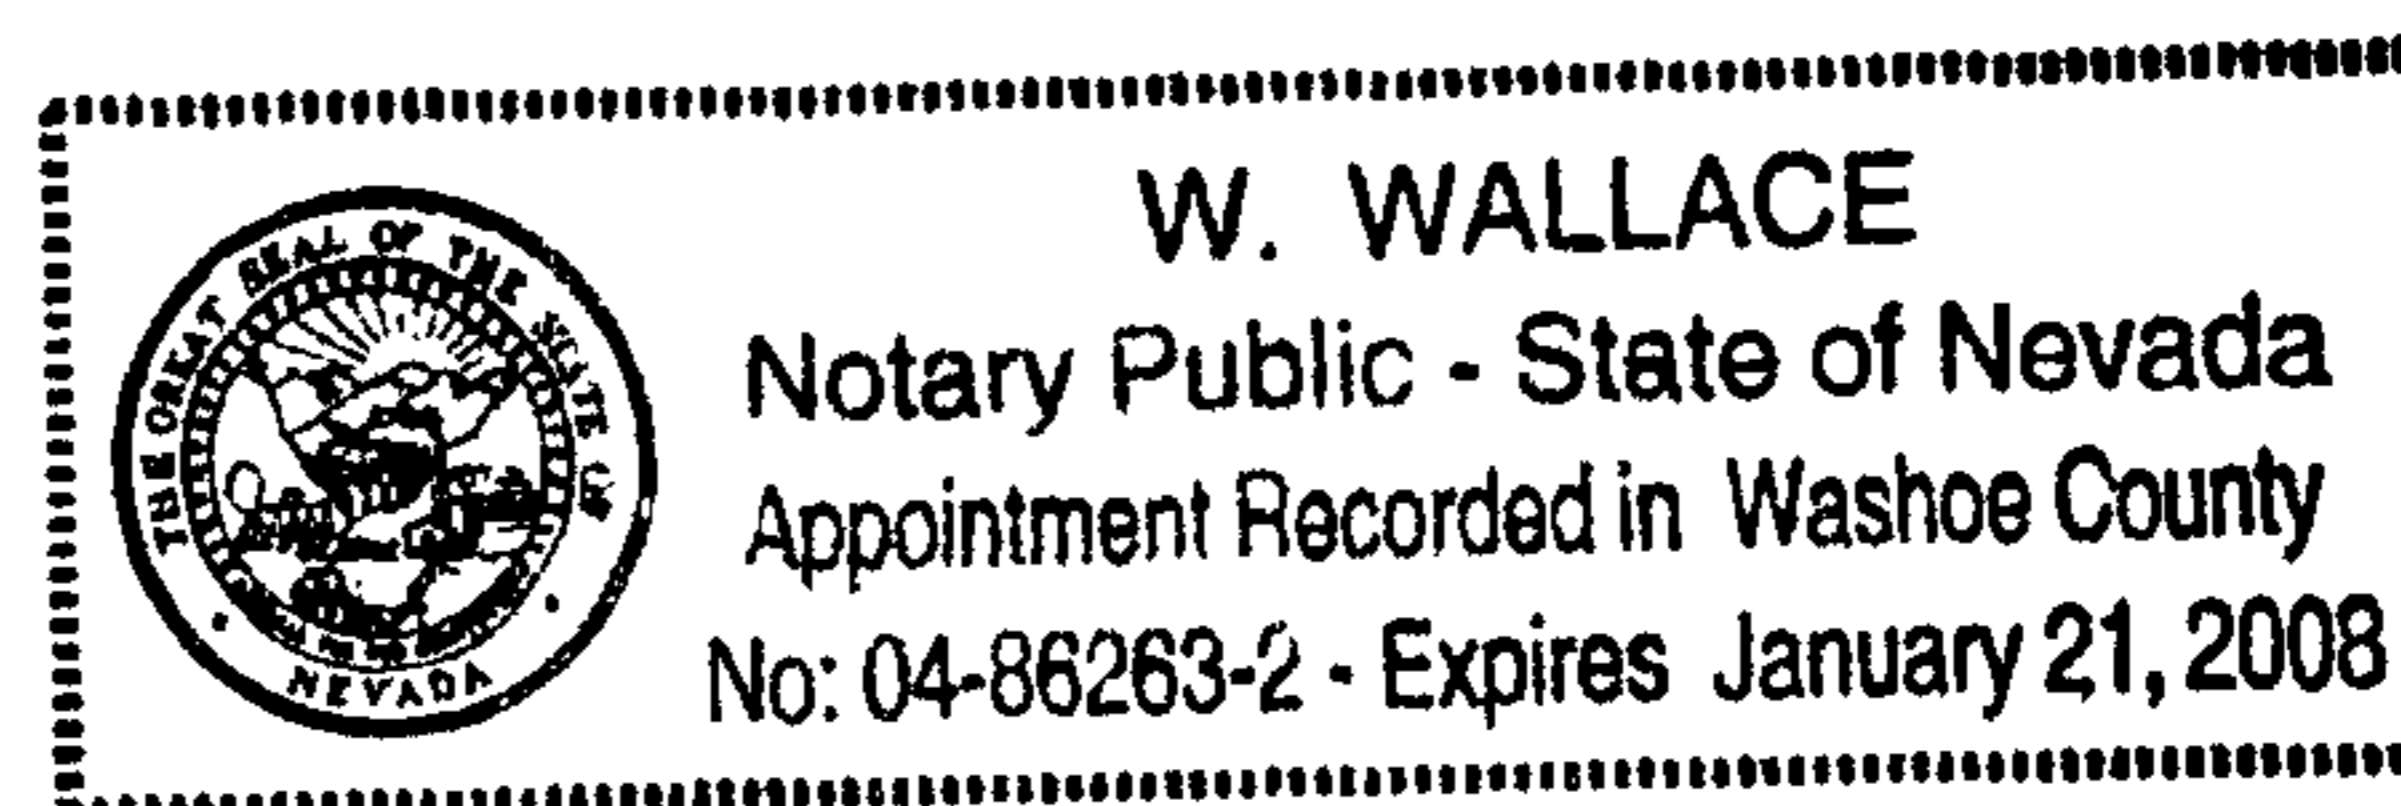 THE GREAT SEAL OF THE STATE OF
NEVADA
W. WALLACE
Notary Public - State of Nevada
Appointment Recorded in Washoe County
No: 04-86263-2 - Expires January 21, 2008